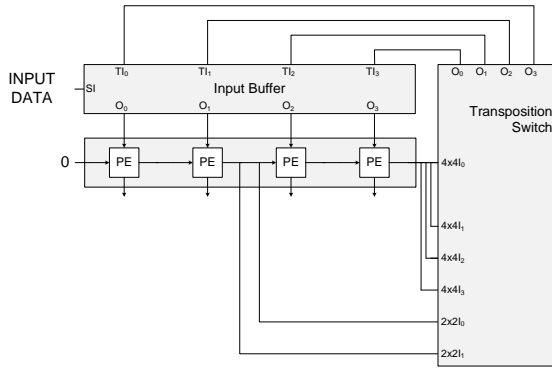 TI₀ TI₁ TI₂ TI₃ O₀ O₁ O₂ O₃
INPUT
DATA
SI
Input Buffer
O₀ O₁ O₂ O₃
Transposition
Switch
0
PE PE PE PE
4x4I₀
4x4I₁
4x4I₂
4x4I₃
2x2I₀
2x2I₁